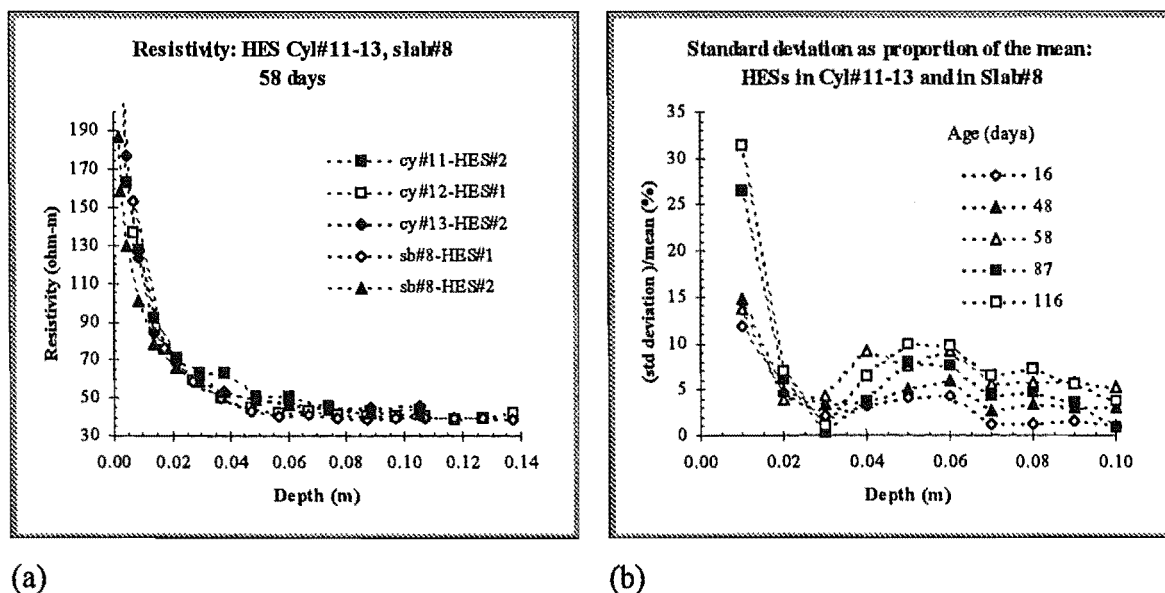 Resistivity: HES Cyl#11-13, slab#8
58 days
Resistivity (ohm-m)
190
170
150
130
110
90
70
50
30
0.00 0.02 0.04 0.06 0.08 0.10 0.12 0.14
Depth (m)
cy#11-HES#2
cy#12-HES#1
cy#13-HES#2
sb#8-HES#1
sb#8-HES#2
(a)
Standard deviation as proportion of the mean:
HESs in Cyl#11-13 and in Slab#8
(std deviation )/mean (%)
35
30
25
20
15
10
5
0
0.00 0.02 0.04 0.06 0.08 0.10
Depth (m)
Age (days)
16
48
58
87
116
(b)